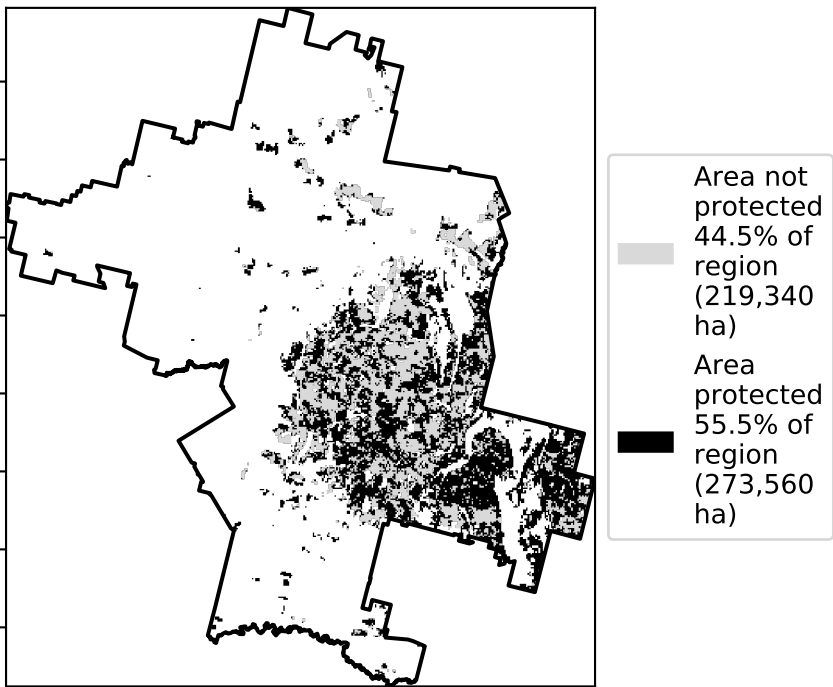 Area not
protected
44.5% of
region
(219,340
ha)
Area
protected
55.5% of
region
(273,560
ha)